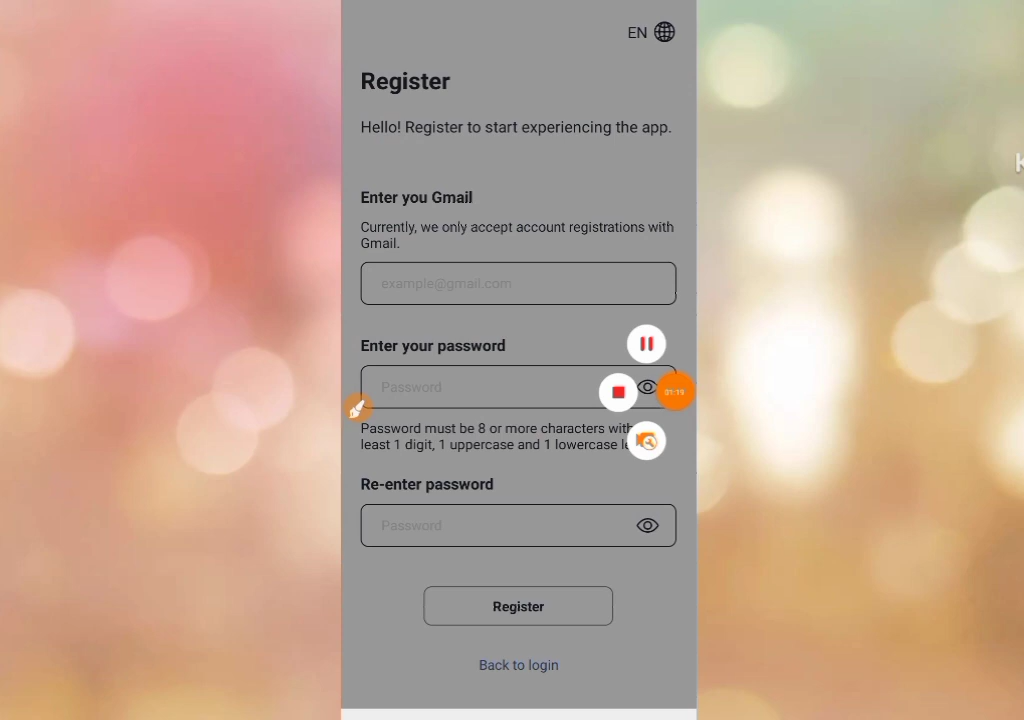 EN
Register
Hello! Register to start experiencing the app.
Enter you Gmail
Currently, we only accept account registrations with
Gmail.
example@gmail.com
Enter your password
Password
01:19
Password must be 8 or more characters with
least 1 digit, 1 uppercase and 1 lowercase
Re-enter password
Password
Register
Back to login